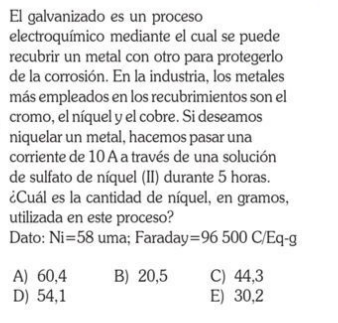 El galvanizado es un proceso
electroquímico mediante el cual se puede
recubrir un metal con otro para protegerlo
de la corrosión. En la industria, los metales
más empleados en los recubrimientos son el
cromo, el níquel y el cobre. Si deseamos
niquelar un metal, hacemos pasar una
corriente de 10 A a través de una solución
de sulfato de níquel (II) durante 5 horas.
¿Cuál es la cantidad de níquel, en gramos,
utilizada en este proceso?
Dato: Ni=58 uma; Faraday=96 500 C/Eq-g
A) 60,4 B) 20,5 C) 44,3
D) 54,1 E) 30,2